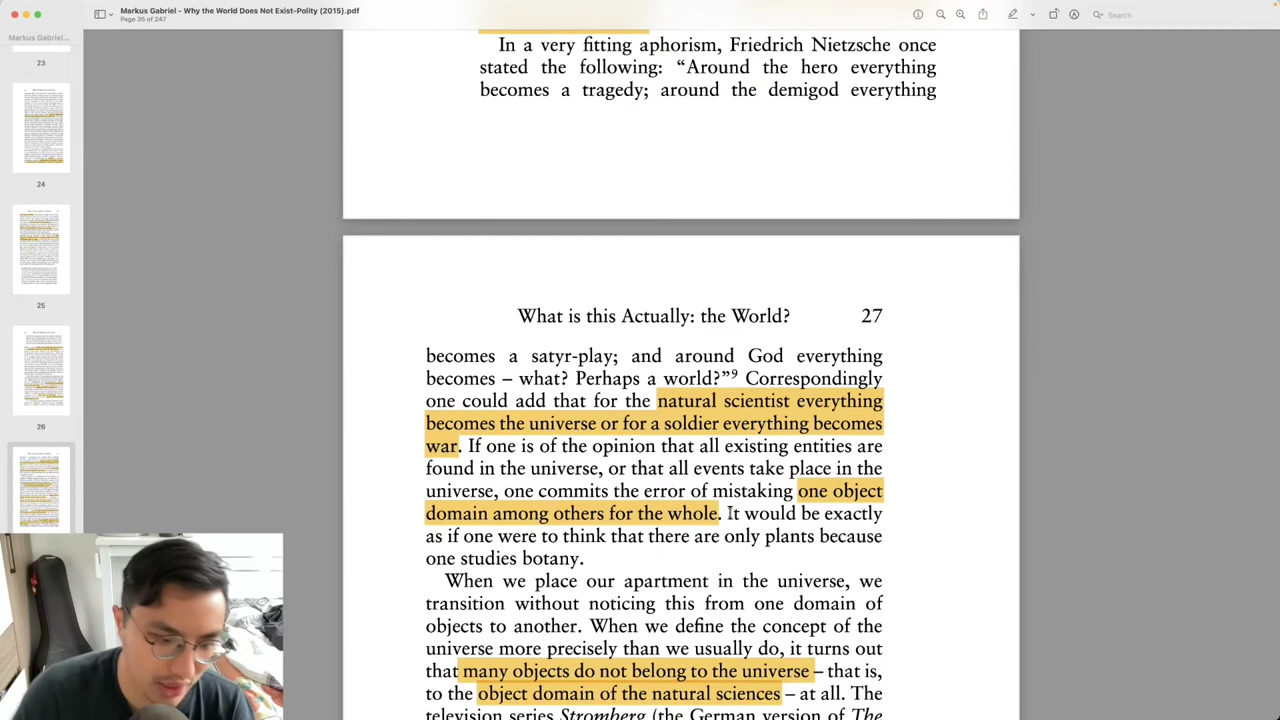 Markus Gabriel - Why the World Does Not Exist-Polity (2015).pdf
Page 35 of 247
Search
Markus Gabriel...
23
24
25
26
In a very fitting aphorism, Friedrich Nietzsche once
stated the following: “Around the hero everything
becomes a tragedy; around the demigod everything
What is this Actually: the World? 27
becomes a satyr-play; and around God everything
becomes – what? Perhaps a world?”⁹ Correspondingly
one could add that for the natural scientist everything
becomes the universe or for a soldier everything becomes
war. If one is of the opinion that all existing entities are
found in the universe, or that all events take place in the
universe, one commits the error of mistaking one object
domain among others for the whole. It would be exactly
as if one were to think that there are only plants because
one studies botany.
When we place our apartment in the universe, we
transition without noticing this from one domain of
objects to another. When we define the concept of the
universe more precisely than we usually do, it turns out
that many objects do not belong to the universe – that is,
to the object domain of the natural sciences – at all. The
television series Stromberg (the German version of The